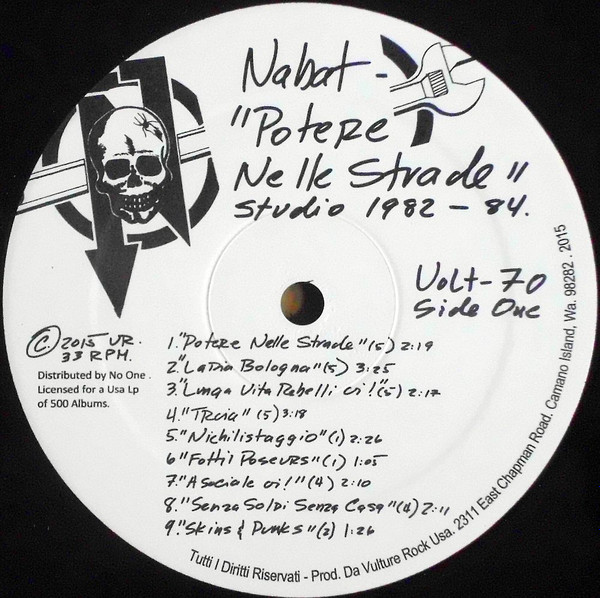 Nabat -
"Potere
Nelle Strade"
Studio 1982 - 84.
Volt-70
Side One
© 2015 VR.
33 RPM.
Distributed by No One .
Licensed for a Usa Lp
of 500 Albums.
1. "Potere Nelle Strade" (5) 2:19
2. "Laida Bologna" (5) 3:25
3. "Lunga Vita Rebelli oi!" (5) 2:17
4. "Troia" (5) 3:18
5. "Nichilistaggio" (1) 2:26
6 "Fotti I Poseurs" (1) 1:05
7. "Asociale oi!" (4) 2:10
8. "Senza Soldi Senza Casa" (4) 2:11
9. "Skins & Punks" (2) 1:26
Tutti I Diritti Riservati - Prod. Da Vulture Rock Usa. 2311 East Chapman Road. Camano Island, Wa. 98282 . 2015